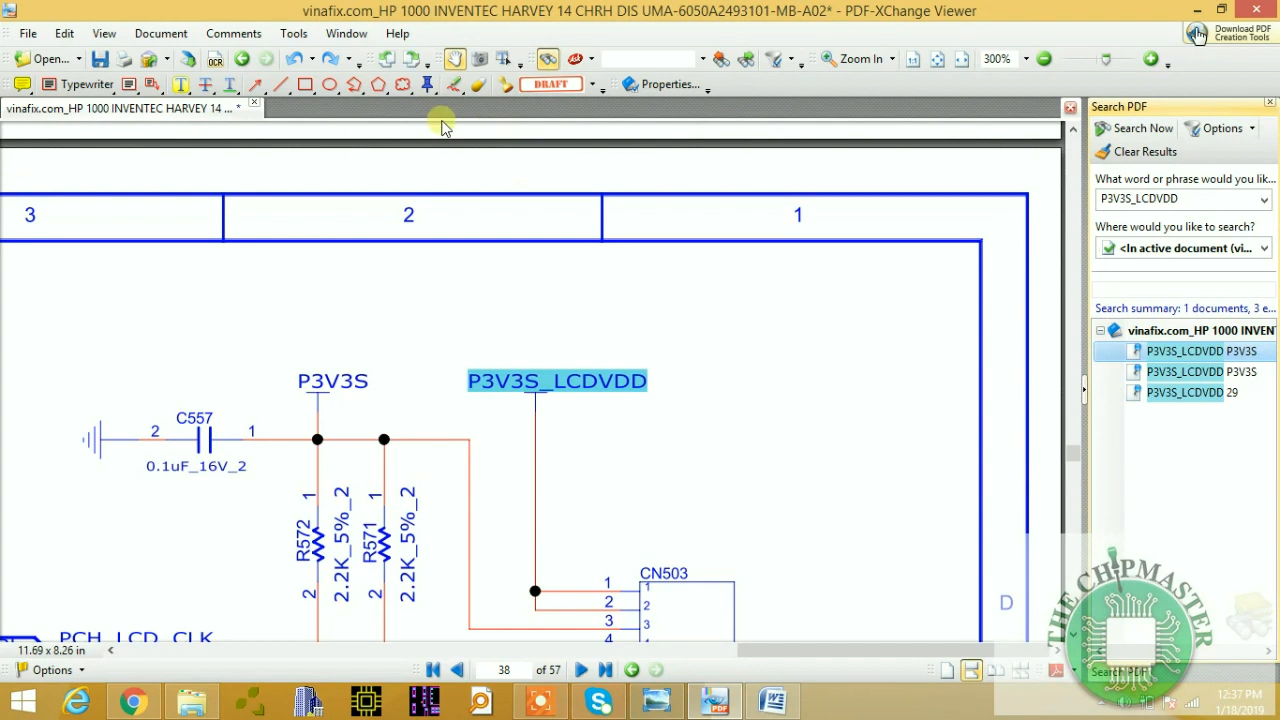 vinafix.com_HP 1000 INVENTEC HARVEY 14 CHRH DIS UMA-6050A2493101-MB-A02* - PDF-XChange Viewer
File Edit View Document Comments Tools Window Help
Download PDF
Creation Tools
Open... OCR Zoom In 300%
Typewriter DRAFT Properties...
vinafix.com_HP 1000 INVENTEC HARVEY 14 ... *
Search PDF
Search Now Options
Clear Results
What word or phrase would you lik...
P3V3S_LCDVDD
Where would you like to search?
<In active document (vi...
Search summary: 1 documents, 3 e...
vinafix.com_HP 1000 INVEN
P3V3S_LCDVDD P3V3S
P3V3S_LCDVDD P3V3S
P3V3S_LCDVDD 29
3 2 1
P3V3S P3V3S_LCDVDD
C557
2 1
0.1uF_16V_2
1 1
R572 2.2K_5%_2 R571 2.2K_5%_2
2 2
CN503
1 1
2 2
3 3
4
D
PCH_LCD_CLK
THE CHIPMASTER
11.69 x 8.26 in
Options 38 of 57
Search PDF
12:37 PM
1/18/2019